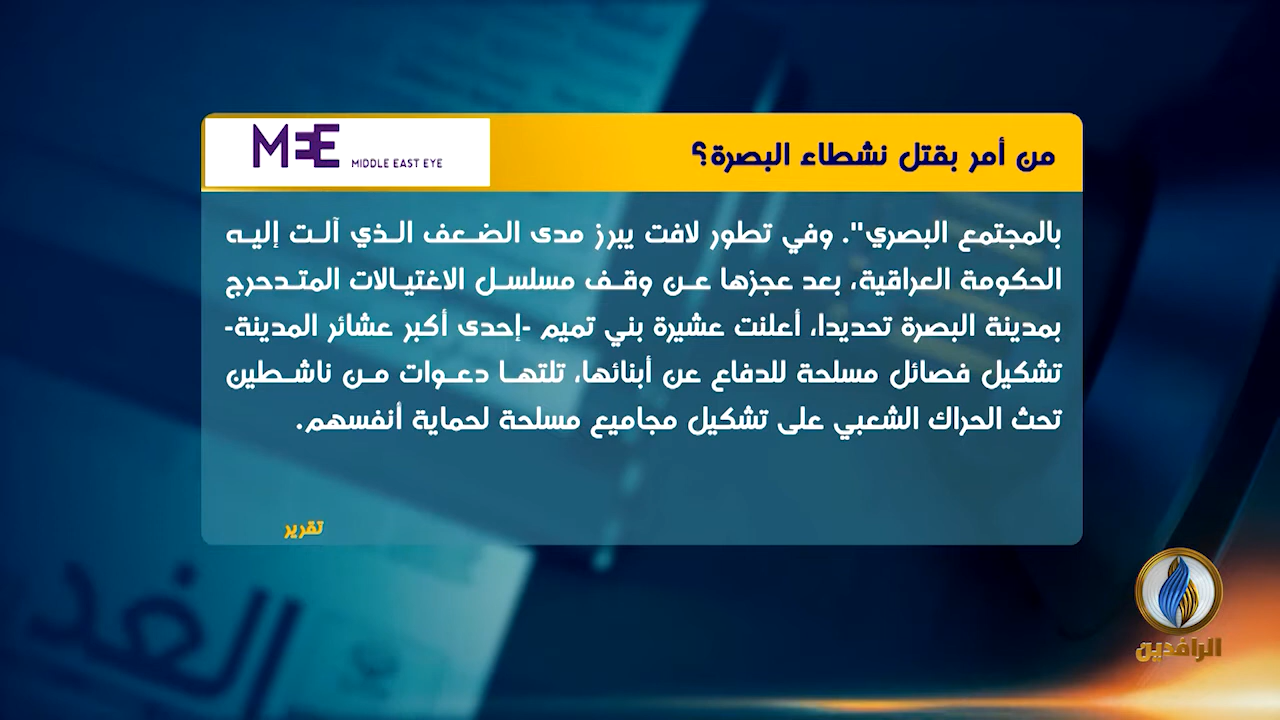 MEE MIDDLE EAST EYE
من أمر بقتل نشطاء البصرة؟
بالمجتمع البصري". وفي تطور لافت يبرز مدى الضعف الذي آلت إليه
الحكومة العراقية، بعد عجزها عن وقف مسلسل الاغتيالات المتدحرج
بمدينة البصرة تحديدا، أعلنت عشيرة بني تميم -إحدى أكبر عشائر المدينة-
تشكيل فصائل مسلحة للدفاع عن أبنائها، تلتها دعوات من ناشطين
تحث الحراك الشعبي على تشكيل مجاميع مسلحة لحماية أنفسهم.
تقرير
الغد
الرافدين